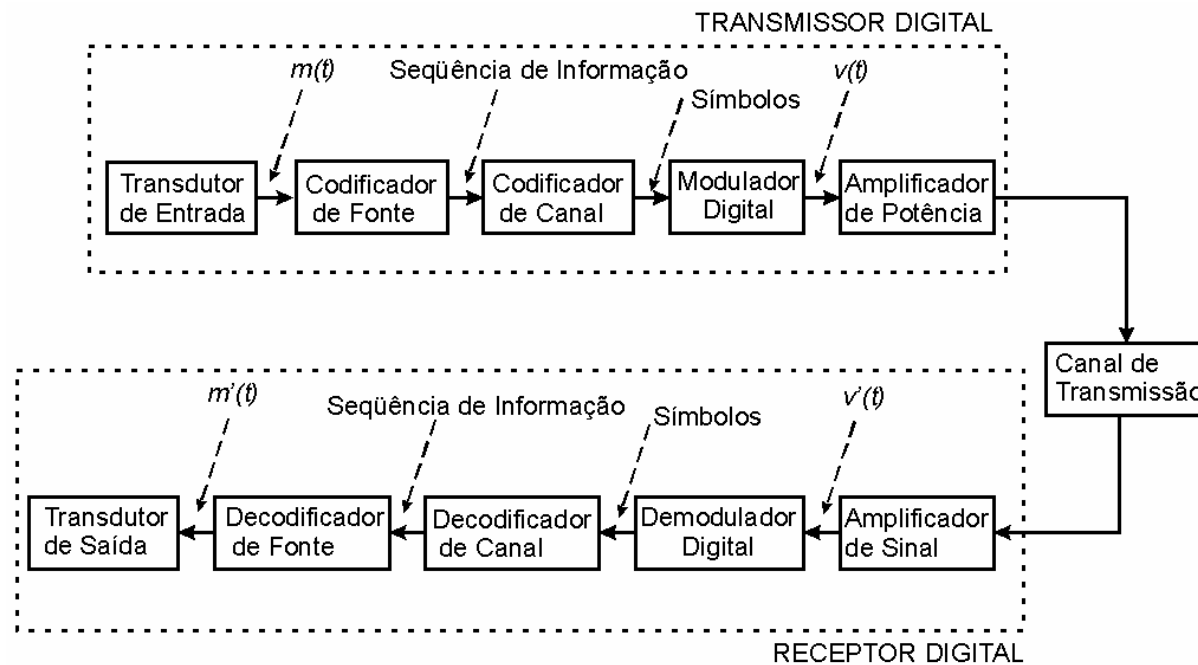 TRANSMISSOR DIGITAL
m(t)
Seqüência de Informação
v(t)
Símbolos
Transdutor
de Entrada
Codificador
de Fonte
Codificador
de Canal
Modulador
Digital
Amplificador
de Potência
Canal de
Transmissão
m'(t)
Seqüência de Informação
Símbolos
v'(t)
Transdutor
de Saída
Decodificador
de Fonte
Decodificador
de Canal
Demodulador
Digital
Amplificador
de Sinal
RECEPTOR DIGITAL